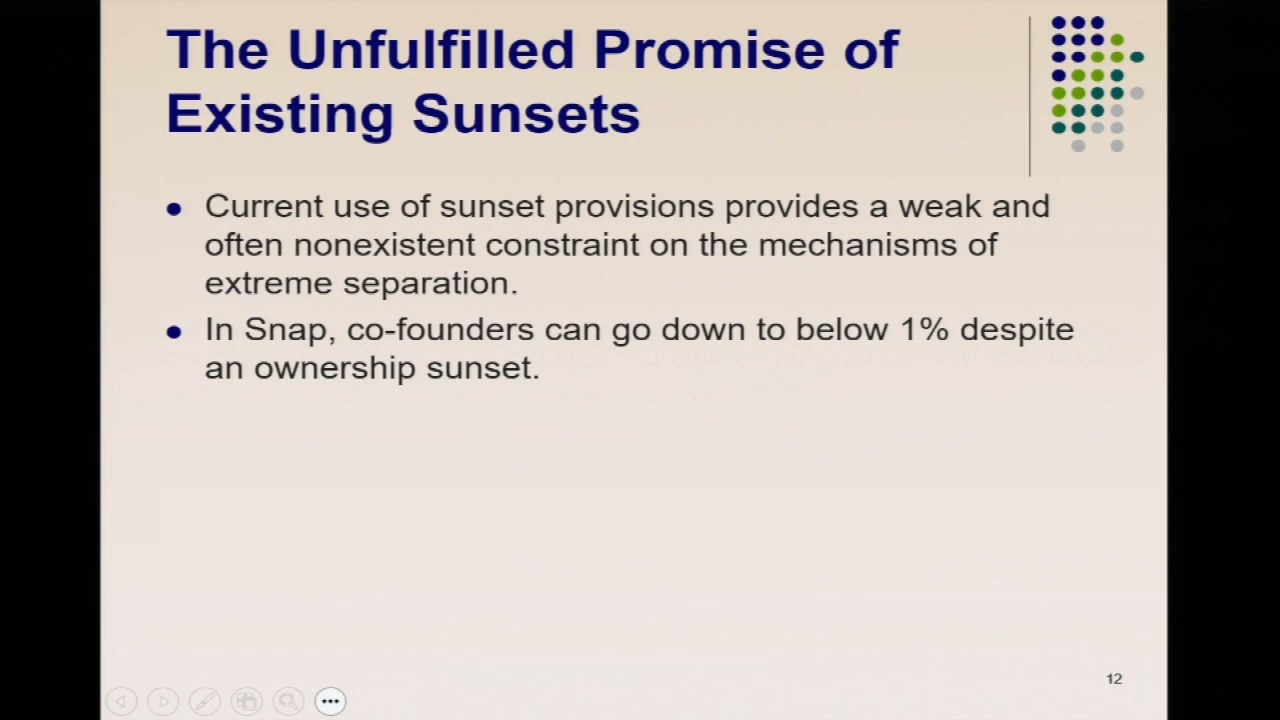 The Unfulfilled Promise of
Existing Sunsets
Current use of sunset provisions provides a weak and
often nonexistent constraint on the mechanisms of
extreme separation.
In Snap, co-founders can go down to below 1% despite
an ownership sunset.
12